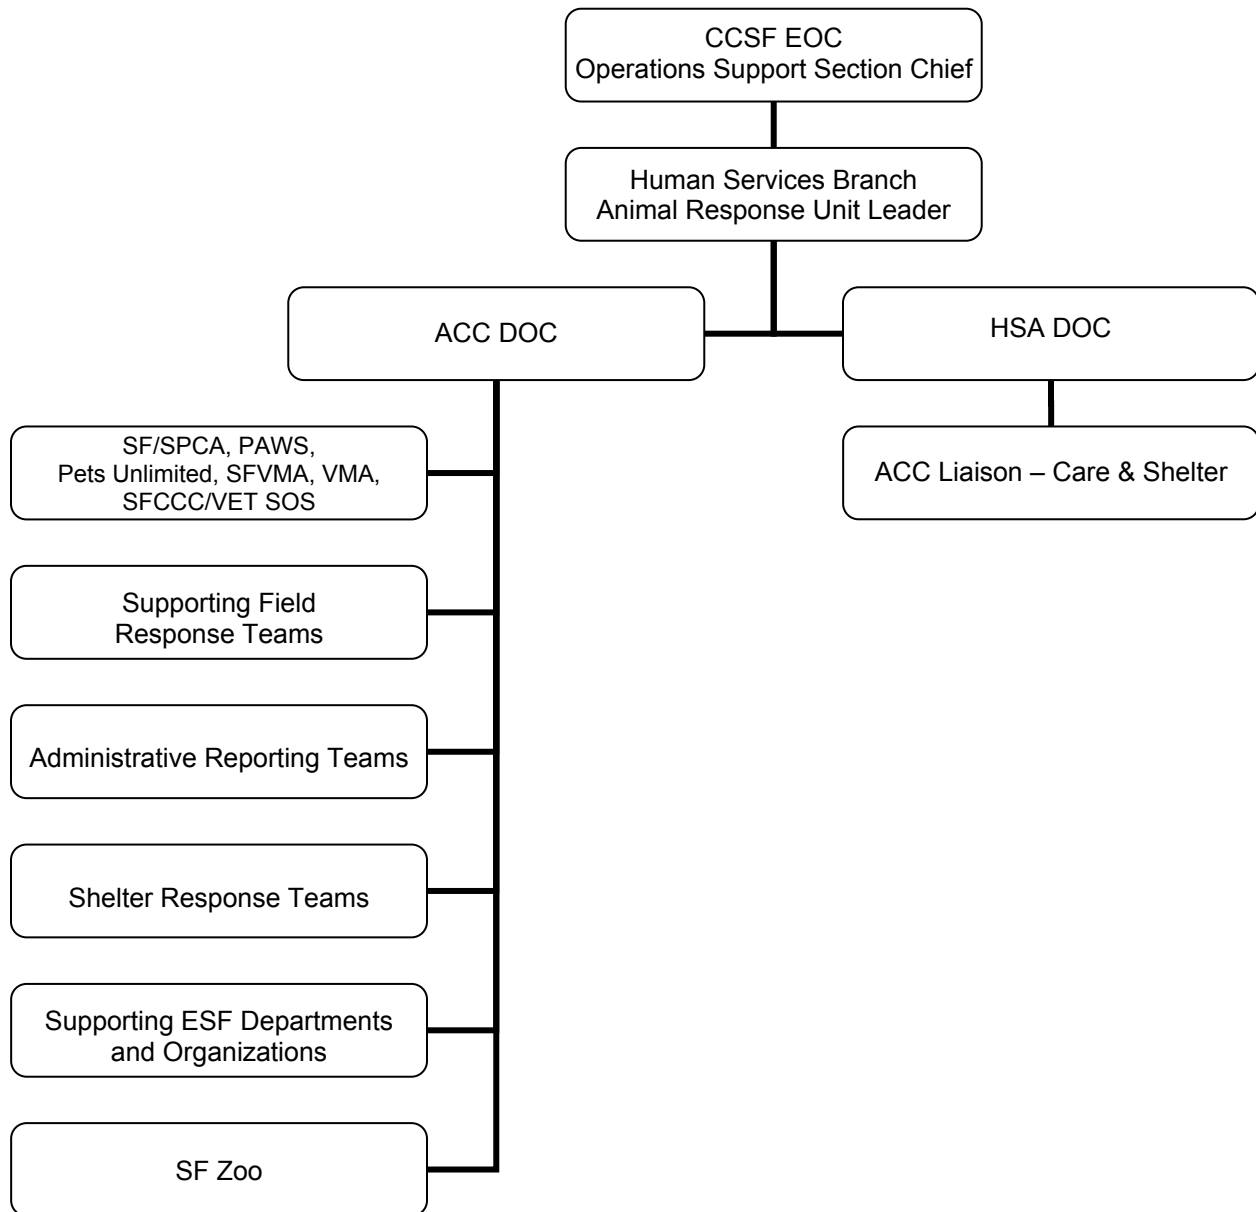 CCSF EOC
Operations Support Section Chief
Human Services Branch
Animal Response Unit Leader
ACC DOC
HSA DOC
SF/SPCA, PAWS,
Pets Unlimited, SFVMA, VMA,
SFCCC/VET SOS
ACC Liaison – Care & Shelter
Supporting Field
Response Teams
Administrative Reporting Teams
Shelter Response Teams
Supporting ESF Departments
and Organizations
SF Zoo